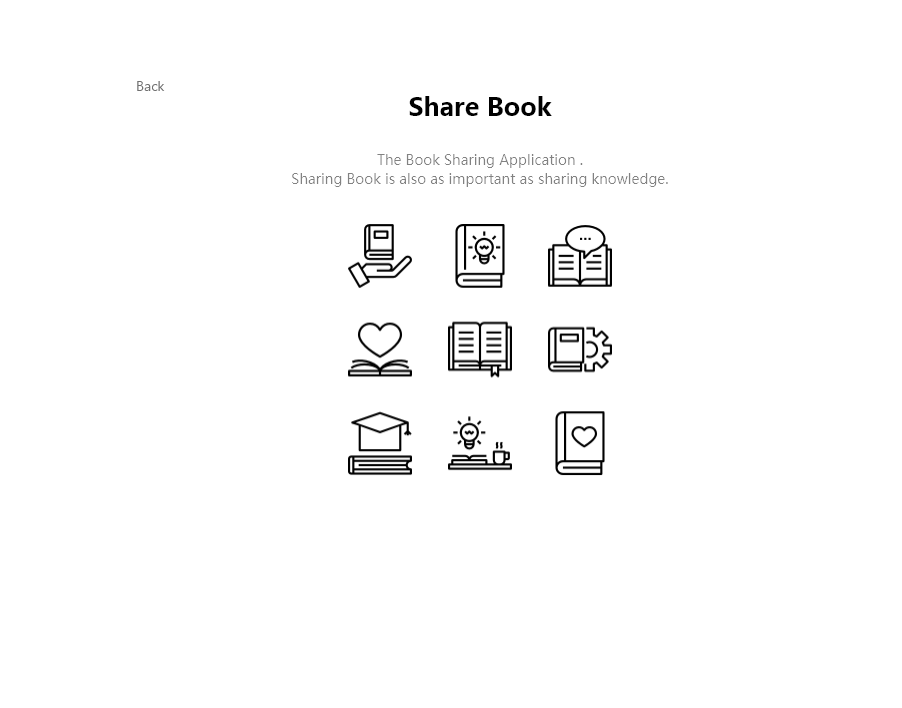 Back
Share Book
The Book Sharing Application .
Sharing Book is also as important as sharing knowledge.